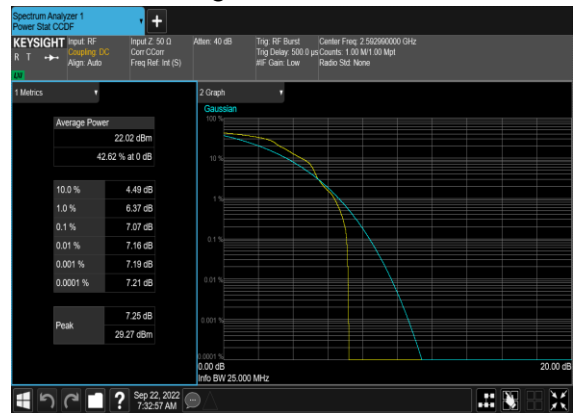 Spectrum Analyzer 1
Power Stat CCDF
KEYSIGHT
R T
LW
Input: RF
Coupling: DC
Align: Auto
Input Z: 50 Ω
Corr CCorr
Freq Ref: Int (S)
Atten: 40 dB
Trig: RF Burst
Trig Delay: 500.0 µs
#IF Gain: Low
Center Freq: 2.592990000 GHz
Counts: 1.00 M/1.00 Mpt
Radio Std: None
1 Metrics
Average Power
22.02 dBm
42.62 % at 0 dB
10.0 % 4.49 dB
1.0 % 6.37 dB
0.1 % 7.07 dB
0.01 % 7.16 dB
0.001 % 7.19 dB
0.0001 % 7.21 dB
Peak
7.25 dB
29.27 dBm
2 Graph
Gaussian
100 %
10 %
1 %
0.1 %
0.01 %
0.001 %
0.0001 %
0.00 dB 20.00 dB
Info BW 25.000 MHz
?
Sep 22, 2022
7:32:57 AM